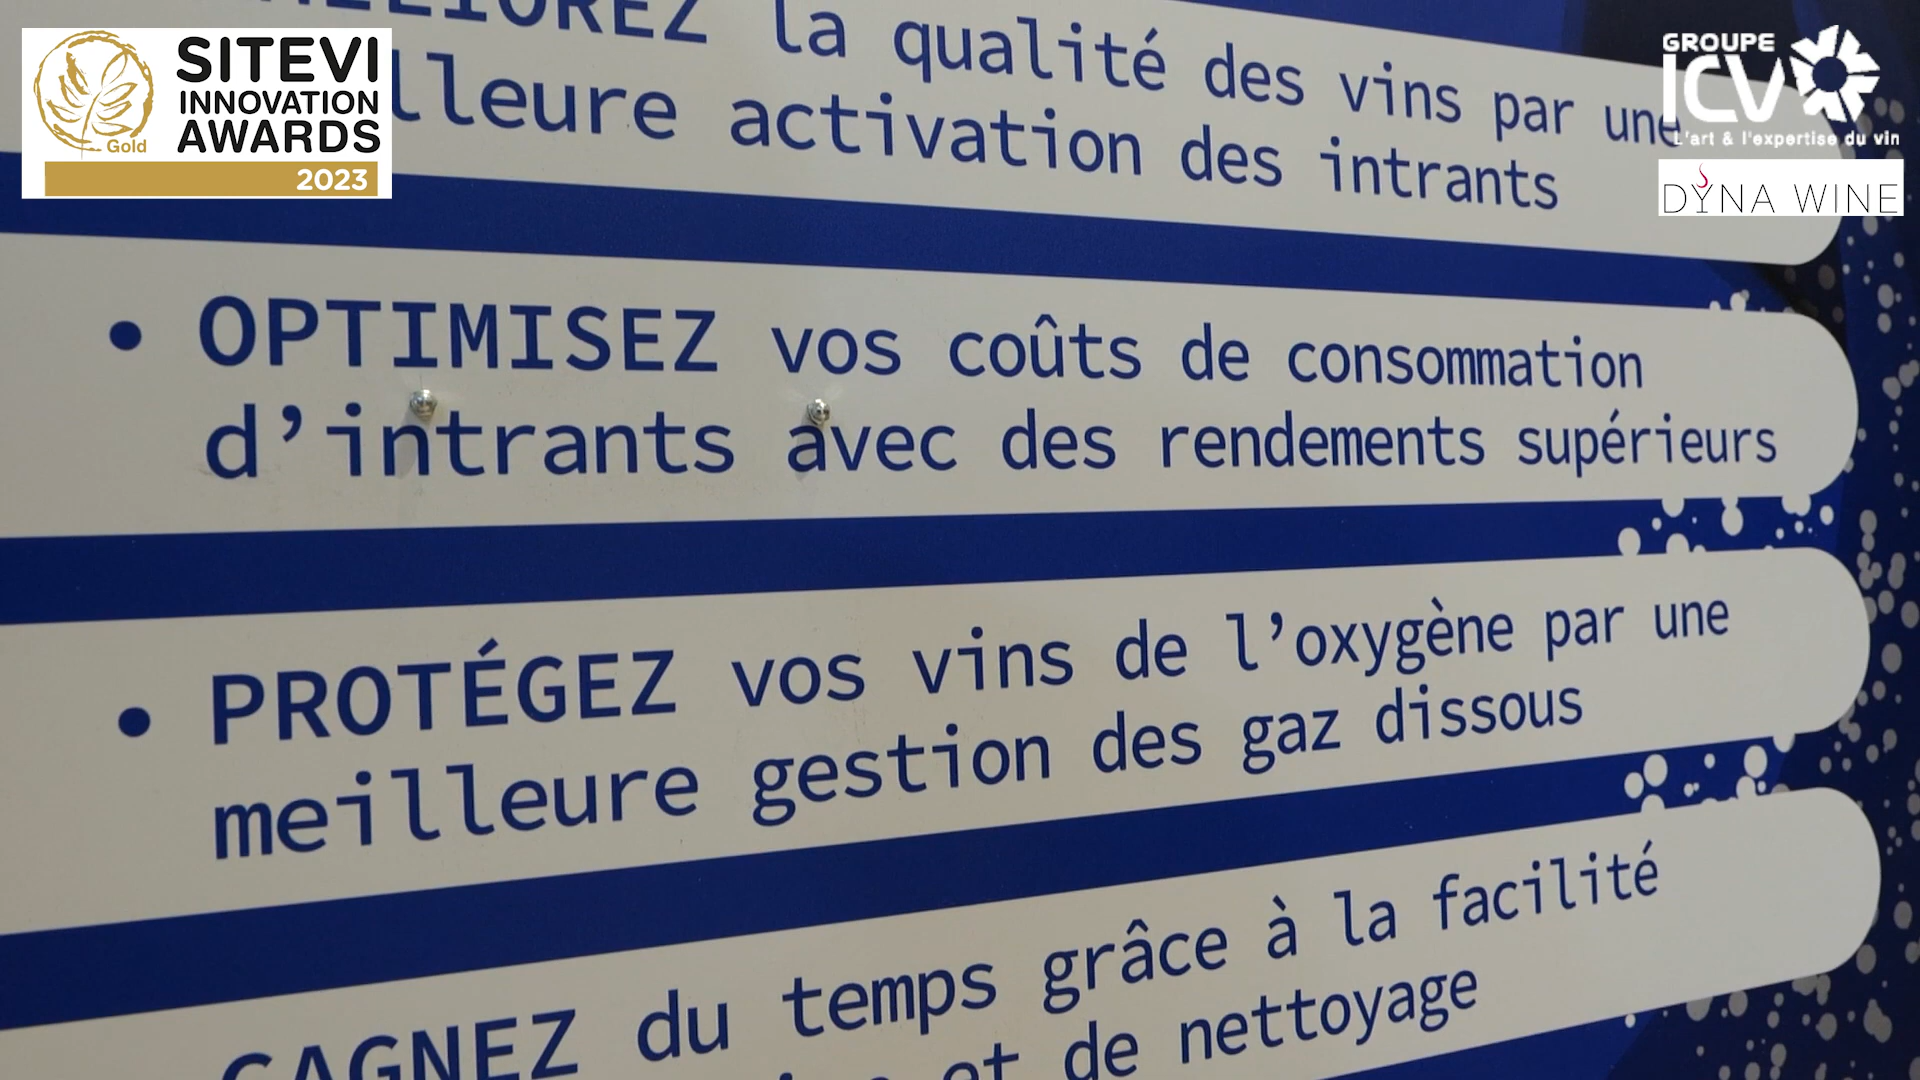 SITEVI
INNOVATION
AWARDS
Gold
2023
GROUPE
ICV
L'art & l'expertise du vin
DYNA WINE
la qualité des vins par une
activation des intrants
• OPTIMISEZ vos coûts de consommation
d’intrants avec des rendements supérieurs
• PROTÉGEZ vos vins de l’oxygène par une
meilleure gestion des gaz dissous
GAGNEZ du temps grâce à la facilité
et de nettoyage